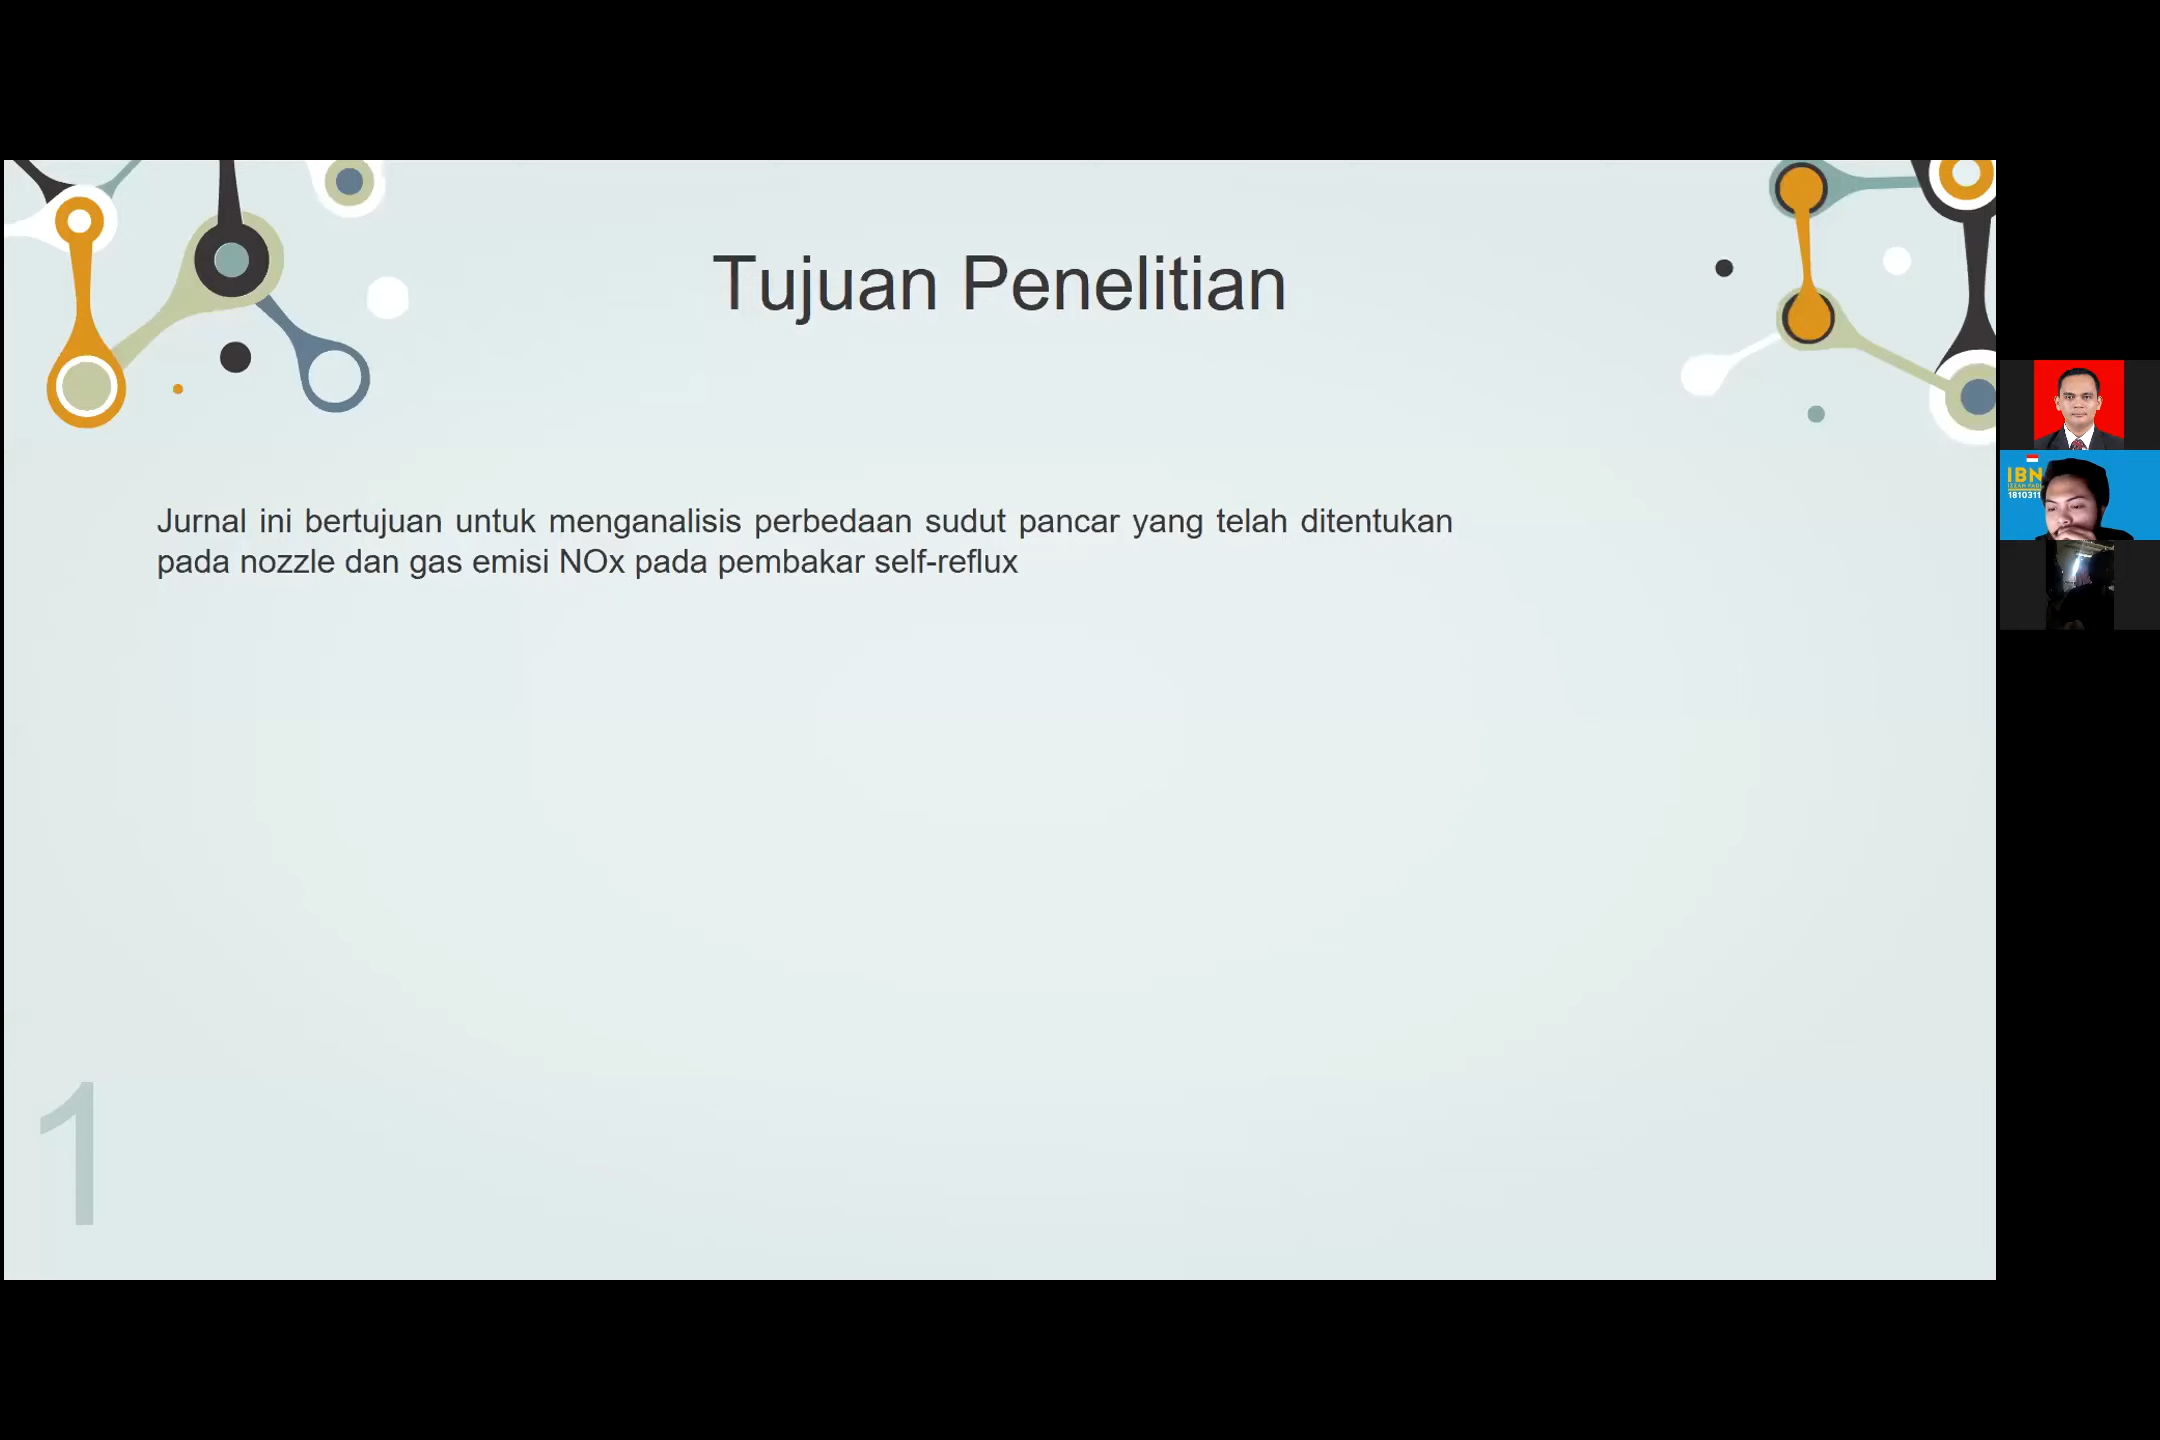 Tujuan Penelitian
Jurnal ini bertujuan untuk menganalisis perbedaan sudut pancar yang telah ditentukan
pada nozzle dan gas emisi NOx pada pembakar self-reflux
1
IBN
1810311